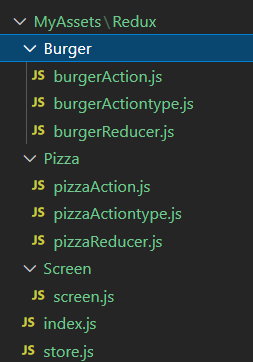 MyAssets\Redux
Burger
JS burgerAction.js
JS burgerActiontype.js
JS burgerReducer.js
Pizza
JS pizzaAction.js
JS pizzaActiontype.js
JS pizzaReducer.js
Screen
JS screen.js
JS index.js
JS store.js